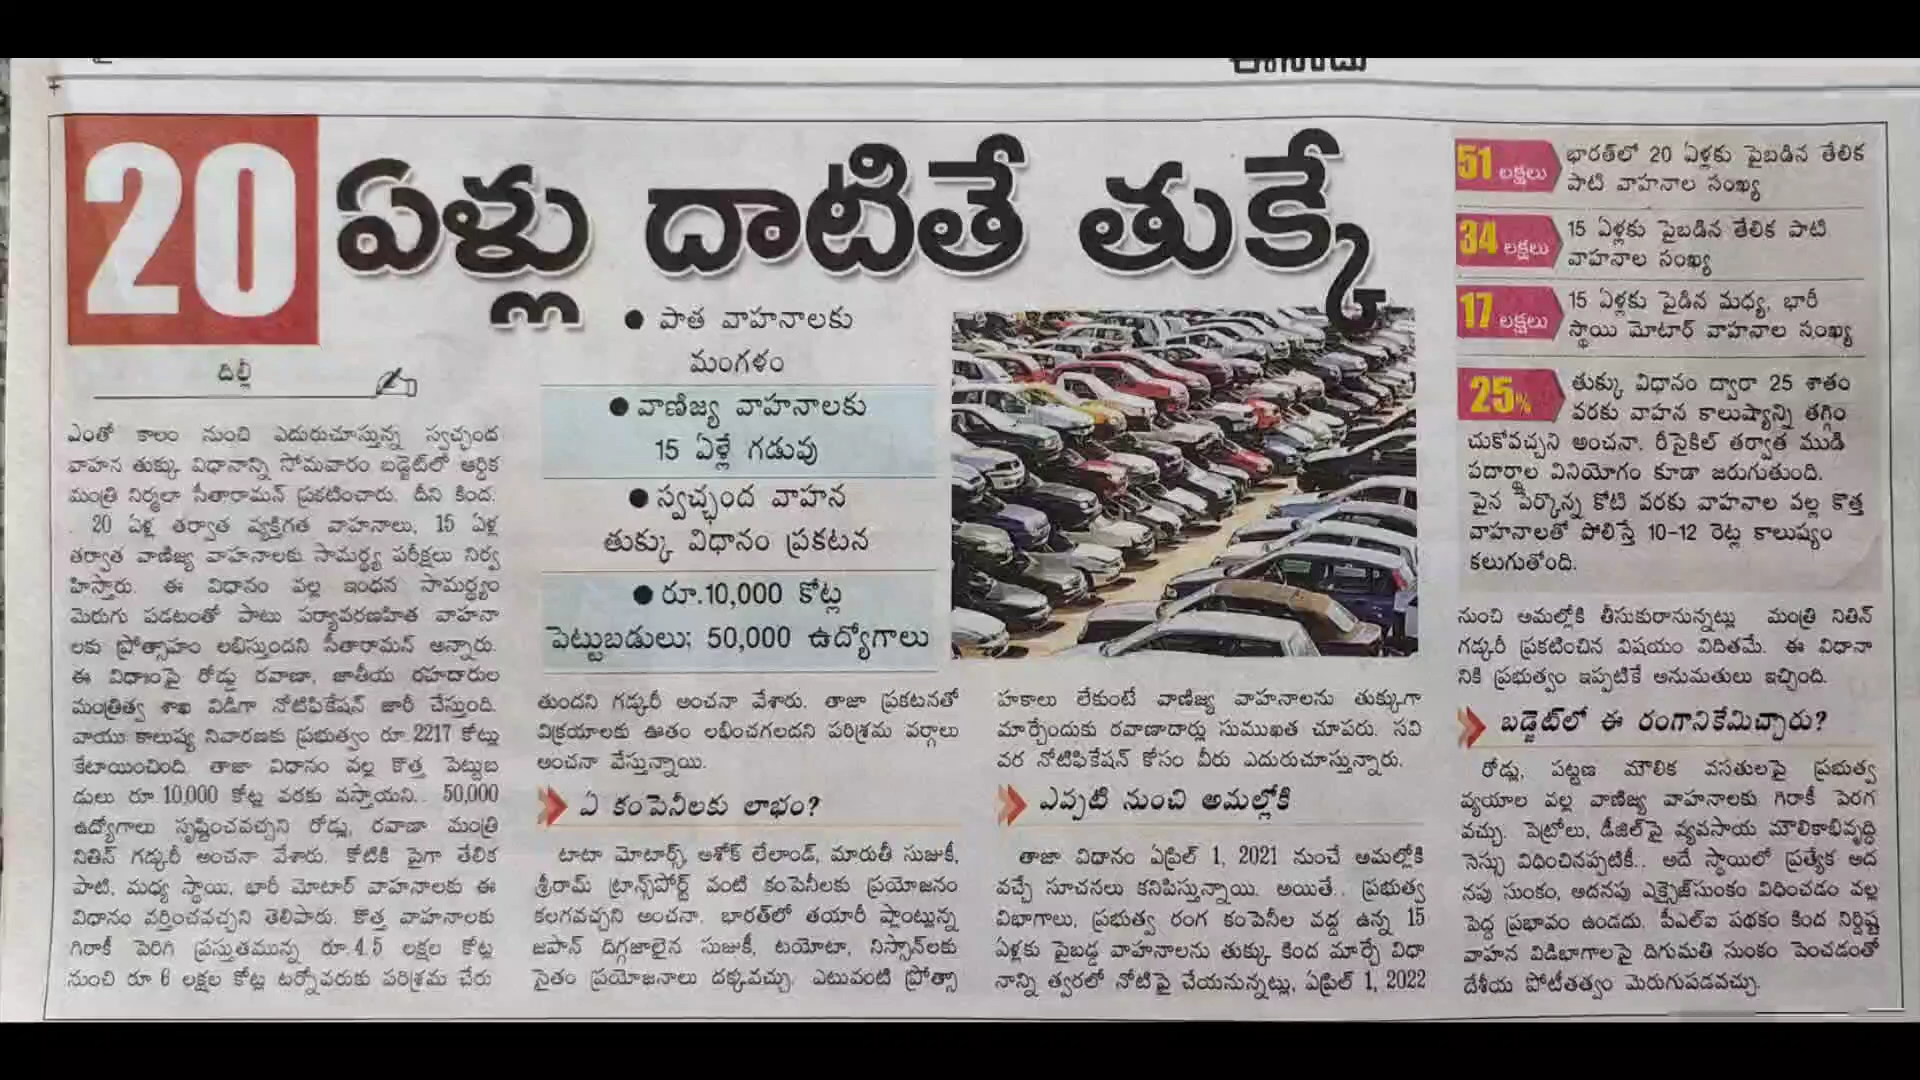 ఈనాడు
20 ఏళ్లు దాటితే తుక్కే
దిల్లీ
ఎంతో కాలం నుంచి ఎదురుచూస్తున్న స్వచ్ఛంద
వాహన తుక్కు విధానాన్ని సోమవారం బడ్జెట్‌లో ఆర్థిక
మంత్రి నిర్మలా సీతారామన్ ప్రకటించారు. దీని కింద.
. 20 ఏళ్ల తర్వాత వ్యక్తిగత వాహనాలు, 15 ఏళ్ల
తర్వాత వాణిజ్య వాహనాలకు సామర్థ్య పరీక్షలు నిర్వ
హిస్తారు. ఈ విధానం వల్ల ఇంధన సామర్థ్యం
మెరుగు పడటంతో పాటు పర్యావరణహిత వాహనా
లకు ప్రోత్సాహం లభిస్తుందని సీతారామన్ అన్నారు.
ఈ విధానంపై రోడ్డు రవాణా, జాతీయ రహదారుల
మంత్రిత్వ శాఖ విడిగా నోటిఫికేషన్ జారీ చేస్తుంది.
వాయు కాలుష్య నివారణకు ప్రభుత్వం రూ.2217 కోట్లు
కేటాయించింది. తాజా విధానం వల్ల కొత్త పెట్టుబ
డులు రూ.10,000 కోట్ల వరకు వస్తాయని.. 50,000
ఉద్యోగాలు సృష్టించవచ్చని రోడ్డు, రవాణా మంత్రి
నితిన్ గడ్కరీ అంచనా వేశారు. కోటికి పైగా తేలిక
పాటి, మధ్య స్థాయి, భారీ మోటార్ వాహనాలకు ఈ
విధానం వర్తించవచ్చని తెలిపారు. కొత్త వాహనాలకు
గిరాకీ పెరిగి ప్రస్తుతమున్న రూ.4.5 లక్షల కోట్ల
నుంచి రూ 6 లక్షల కోట్ల టర్నోవరుకు పరిశ్రమ చేరు
● పాత వాహనాలకు
మంగళం
● వాణిజ్య వాహనాలకు
15 ఏళ్లే గడువు
● స్వచ్ఛంద వాహన
తుక్కు విధానం ప్రకటన
● రూ.10,000 కోట్ల
పెట్టుబడులు; 50,000 ఉద్యోగాలు
తుందని గడ్కరీ అంచనా వేశారు. తాజా ప్రకటనతో
విక్రయాలకు ఊతం లభించగలదని పరిశ్రమ వర్గాలు
అంచనా వేస్తున్నాయి.
ఏ కంపెనీలకు లాభం?
టాటా మోటార్స్, అశోక్ లేలాండ్, మారుతీ సుజుకీ,
శ్రీరామ్ ట్రాన్స్‌పోర్ట్ వంటి కంపెనీలకు ప్రయోజనం
కలగవచ్చని అంచనా. భారత్‌లో తయారీ ప్లాంట్లున్న
జపాన్ దిగ్గజాలైన సుజుకీ, టయోటా, నిస్సాన్‌లకు
సైతం ప్రయోజనాలు దక్కవచ్చు. ఎటువంటి ప్రోత్సా
హకాలు లేకుంటే వాణిజ్య వాహనాలను తుక్కుగా
మార్చేందుకు రవాణాదార్లు సుముఖత చూపరు. సవి
వర నోటిఫికేషన్ కోసం వీరు ఎదురుచూస్తున్నారు.
ఎప్పటి నుంచి అమల్లోకి
తాజా విధానం ఏప్రిల్ 1, 2021 నుంచే అమల్లోకి
వచ్చే సూచనలు కనిపిస్తున్నాయి. అయితే.. ప్రభుత్వ
విభాగాలు, ప్రభుత్వ రంగ కంపెనీల వద్ద ఉన్న 15
ఏళ్లకు పైబడ్డ వాహనాలను తుక్కు కింద మార్చే విధా
నాన్ని త్వరలో నోటిఫై చేయనున్నట్లు, ఏప్రిల్ 1, 2022
51 లక్షలు భారత్‌లో 20 ఏళ్లకు పైబడిన తేలిక
పాటి వాహనాల సంఖ్య
34 లక్షలు 15 ఏళ్లకు పైబడిన తేలిక పాటి
వాహనాల సంఖ్య
17 లక్షలు 15 ఏళ్లకు పైడిన మధ్య, భారీ
స్థాయి మోటార్ వాహనాల సంఖ్య
25% తుక్కు విధానం ద్వారా 25 శాతం
వరకు వాహన కాలుష్యాన్ని తగ్గిం
చుకోవచ్చని అంచనా. రీసైకిల్ తర్వాత ముడి
పదార్థాల వినియోగం కూడా జరుగుతుంది.
పైన పేర్కొన్న కోటి వరకు వాహనాల వల్ల కొత్త
వాహనాలతో పోలిస్తే 10-12 రెట్ల కాలుష్యం
కలుగుతోంది.
నుంచి అమల్లోకి తీసుకురానున్నట్లు మంత్రి నితిన్
గడ్కరీ ప్రకటించిన విషయం విదితమే. ఈ విధానా
నికి ప్రభుత్వం ఇప్పటికే అనుమతులు ఇచ్చింది.
బడ్జెట్‌లో ఈ రంగానికేమిచ్చారు?
రోడ్లు, పట్టణ మౌలిక వసతులపై ప్రభుత్వ
వ్యయాల వల్ల వాణిజ్య వాహనాలకు గిరాకీ పెరగ
వచ్చు. పెట్రోలు, డీజిల్‌పై వ్యవసాయ మౌలికాభివృద్ధి
సెస్సు విధించినప్పటికీ.. అదే స్థాయిలో ప్రత్యేక అద
నపు సుంకం, అదనపు ఎక్సైజ్‌సుంకం విధించడం వల్ల
పెద్ద ప్రభావం ఉండదు. పీఎల్ఐ పథకం కింద నిర్దిష్ట
వాహన విడిభాగాలపై దిగుమతి సుంకం పెంచడంతో
దేశీయ పోటీతత్వం మెరుగుపడవచ్చు.